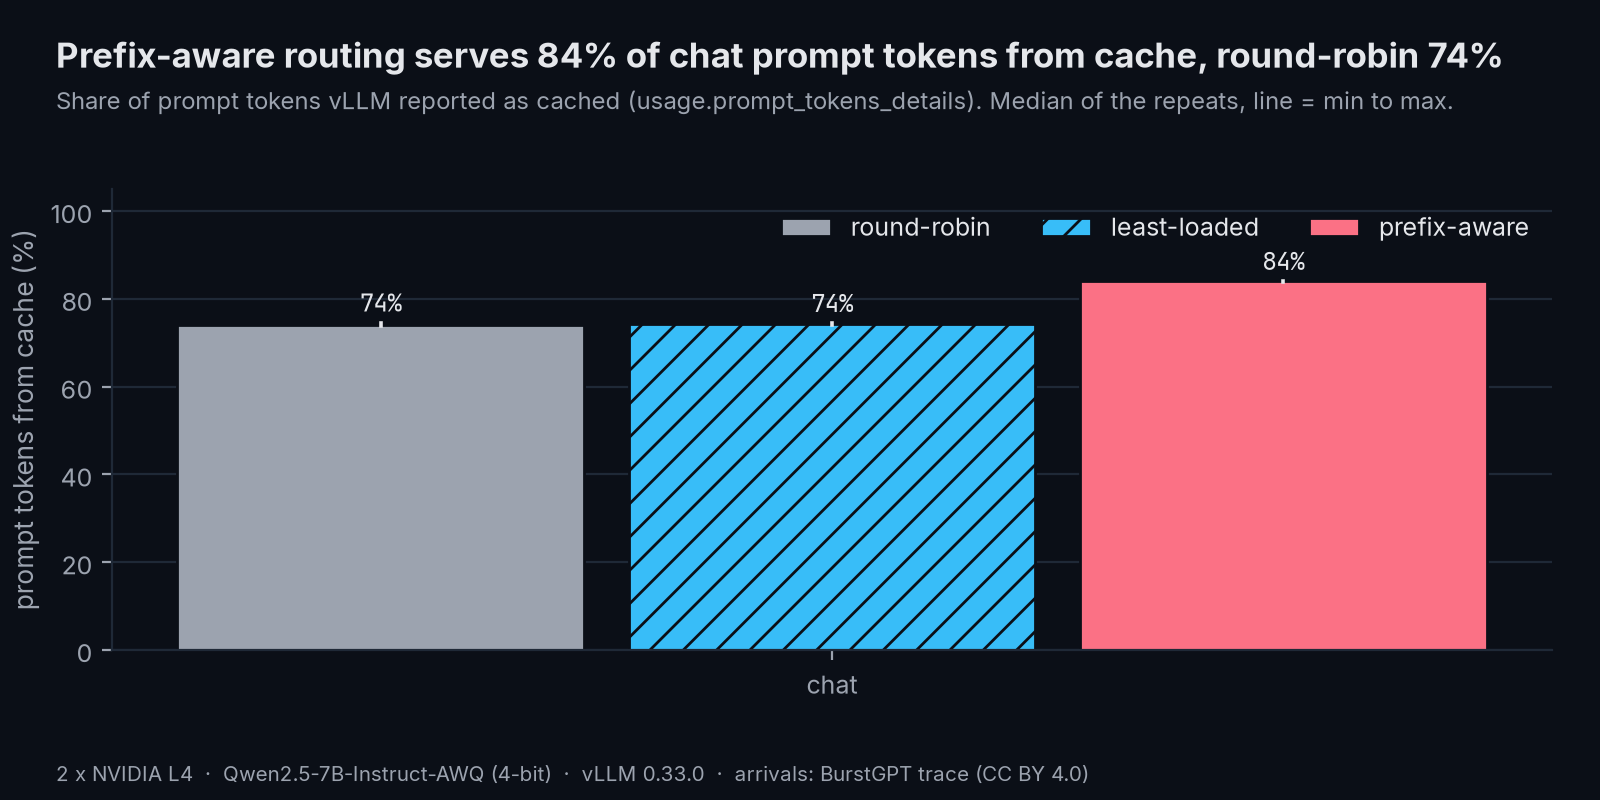 Prefix-aware routing serves 84% of chat prompt tokens from cache, round-robin 74%
Share of prompt tokens vLLM reported as cached (usage.prompt_tokens_details). Median of the repeats, line = min to max.
prompt tokens from cache (%)
100
80
60
40
20
0
round-robin
least-loaded
prefix-aware
74%
74%
84%
chat
2 x NVIDIA L4 · Qwen2.5-7B-Instruct-AWQ (4-bit) · vLLM 0.33.0 · arrivals: BurstGPT trace (CC BY 4.0)